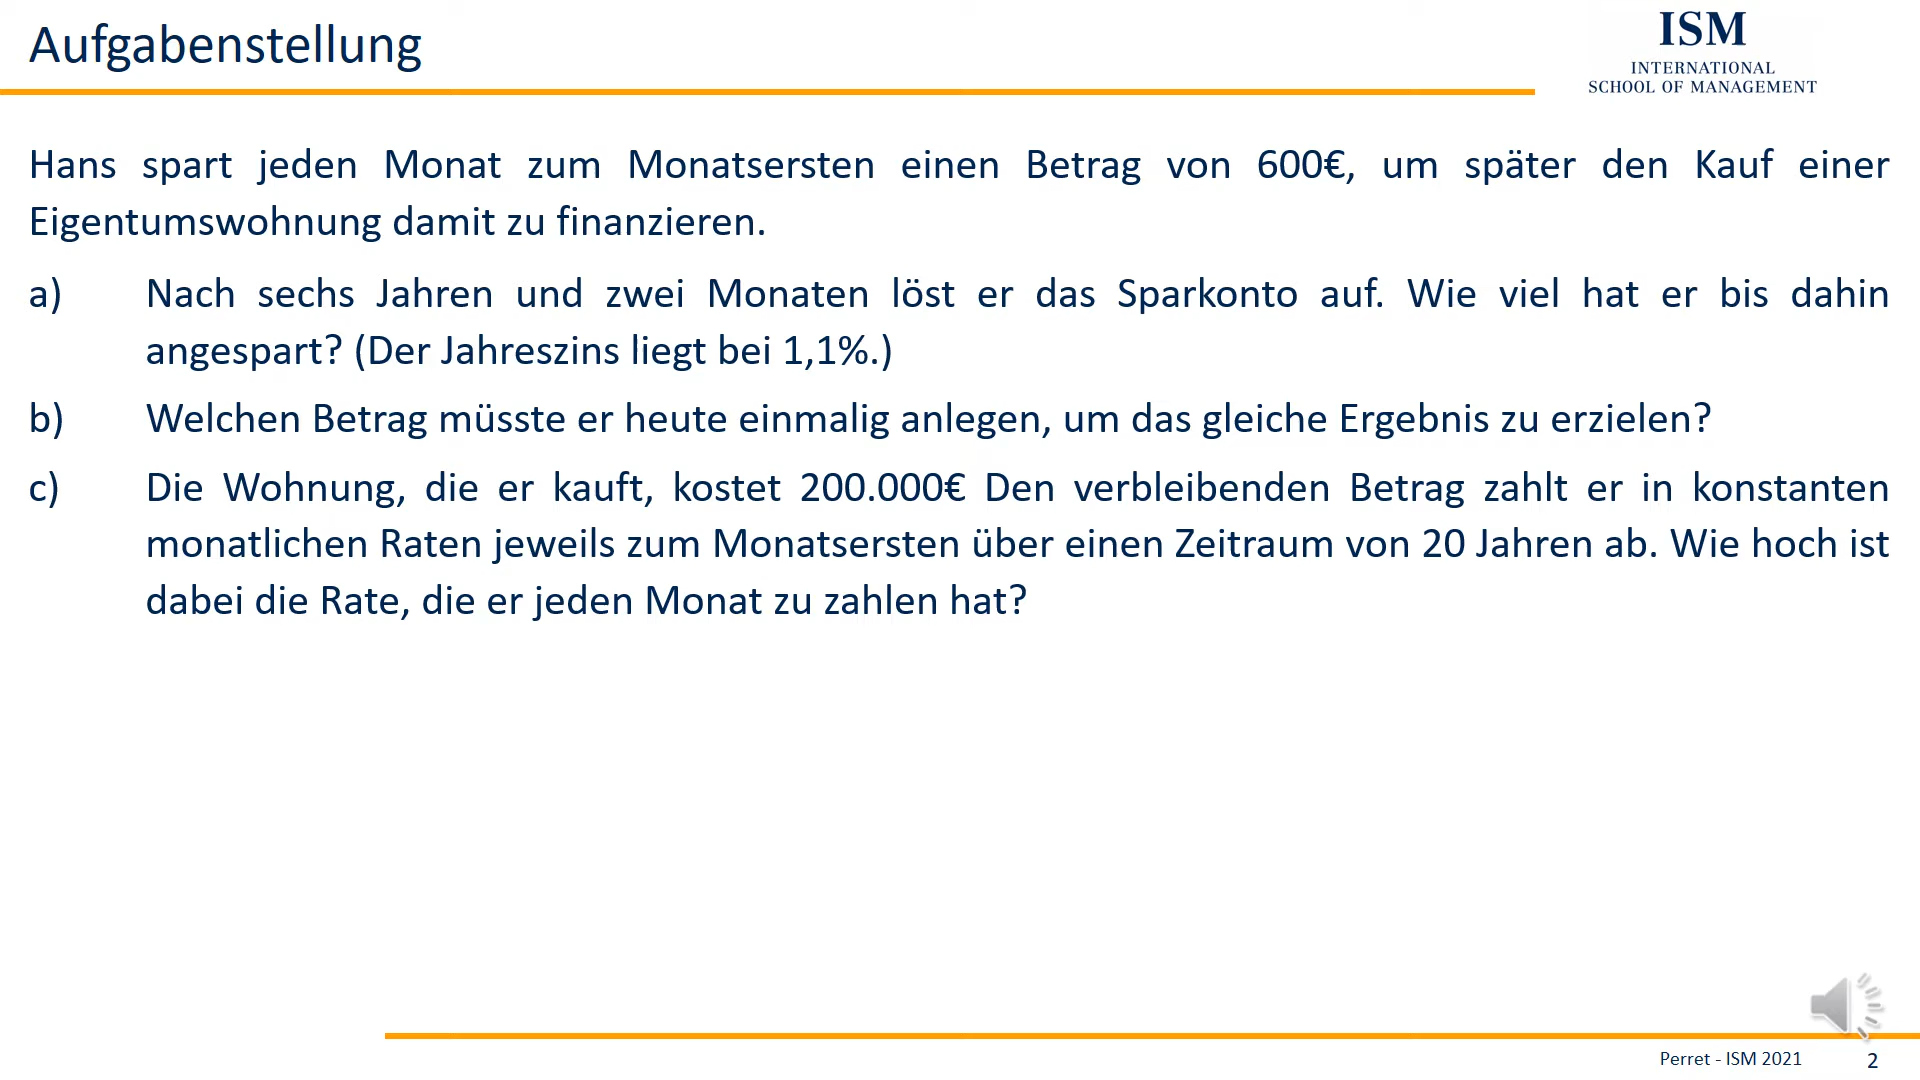 Aufgabenstellung
ISM
INTERNATIONAL
SCHOOL OF MANAGEMENT
Hans spart jeden Monat zum Monatsersten einen Betrag von 600€, um später den Kauf einer
Eigentumswohnung damit zu finanzieren.
a) Nach sechs Jahren und zwei Monaten löst er das Sparkonto auf. Wie viel hat er bis dahin
angespart? (Der Jahreszins liegt bei 1,1%.)
b) Welchen Betrag müsste er heute einmalig anlegen, um das gleiche Ergebnis zu erzielen?
c) Die Wohnung, die er kauft, kostet 200.000€ Den verbleibenden Betrag zahlt er in konstanten
monatlichen Raten jeweils zum Monatsersten über einen Zeitraum von 20 Jahren ab. Wie hoch ist
dabei die Rate, die er jeden Monat zu zahlen hat?
Perret - ISM 2021 2